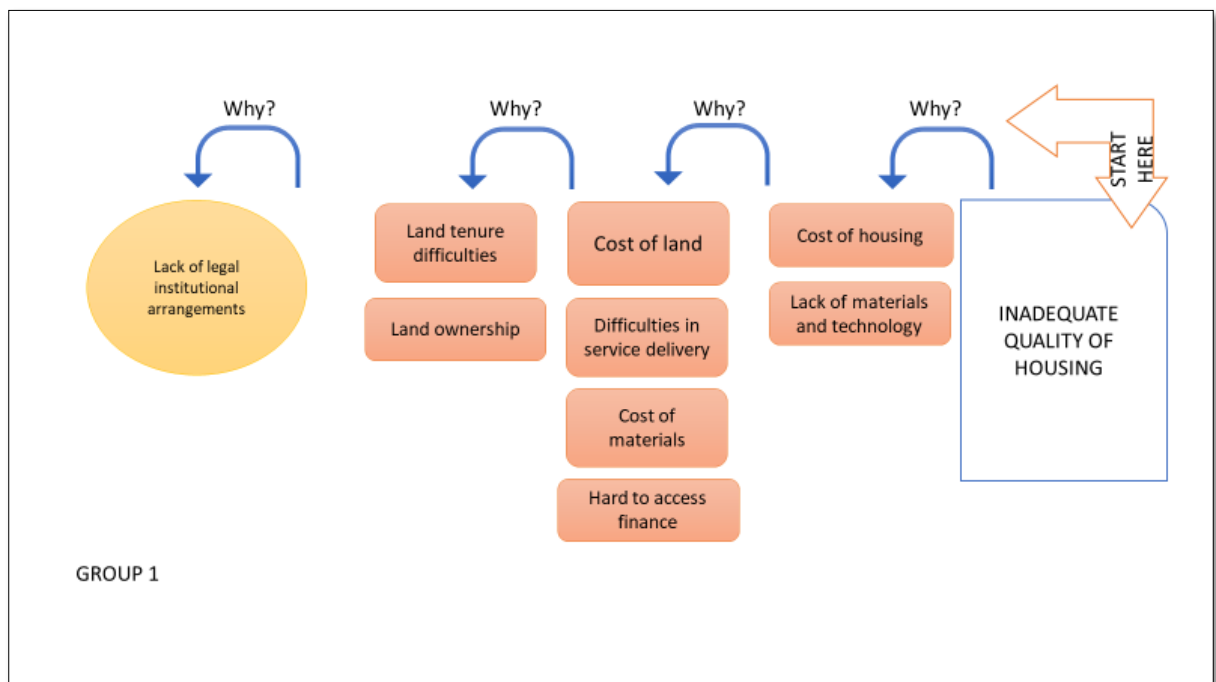 Why?
Why?
Why?
Why?
START
HERE
Lack of legal
institutional
arrangements
Land tenure
difficulties
Land ownership
Cost of land
Difficulties in
service delivery
Cost of
materials
Hard to access
finance
Cost of housing
Lack of materials
and technology
INADEQUATE
QUALITY OF
HOUSING
GROUP 1